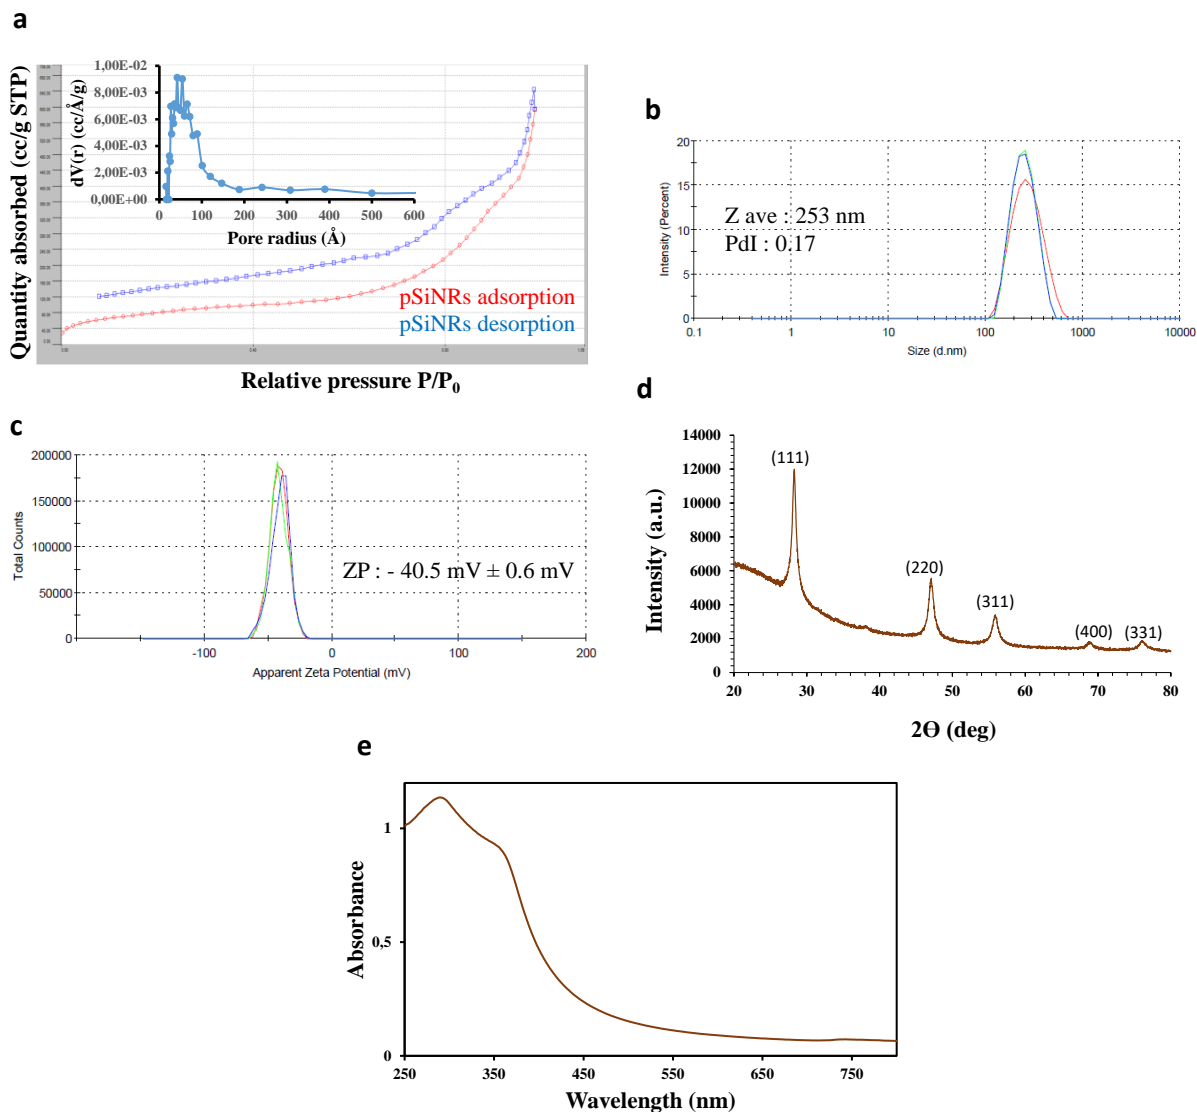 a
Quantity absorbed (cc/g STP)
dV(r) (cc/Å/g)
1,00E-02
8,00E-03
6,00E-03
4,00E-03
2,00E-03
0,00E+00
0 100 200 300 400 500 600
Pore radius (Å)
pSiNRs adsorption
pSiNRs desorption
Relative pressure P/P0
b
Intensity (Percent)
20
15
10
5
0
Z ave : 253 nm
PdI : 0.17
0.1 1 10 100 1000 10000
Size (d.nm)
c
Total Counts
200000
150000
100000
50000
0
ZP : - 40.5 mV ± 0.6 mV
-100 0 100 200
Apparent Zeta Potential (mV)
d
Intensity (a.u.)
14000
12000
10000
8000
6000
4000
2000
0
(111)
(220)
(311)
(400)
(331)
20 30 40 50 60 70 80
2Θ (deg)
e
Absorbance
1
0,5
0
250 350 450 550 650 750
Wavelength (nm)